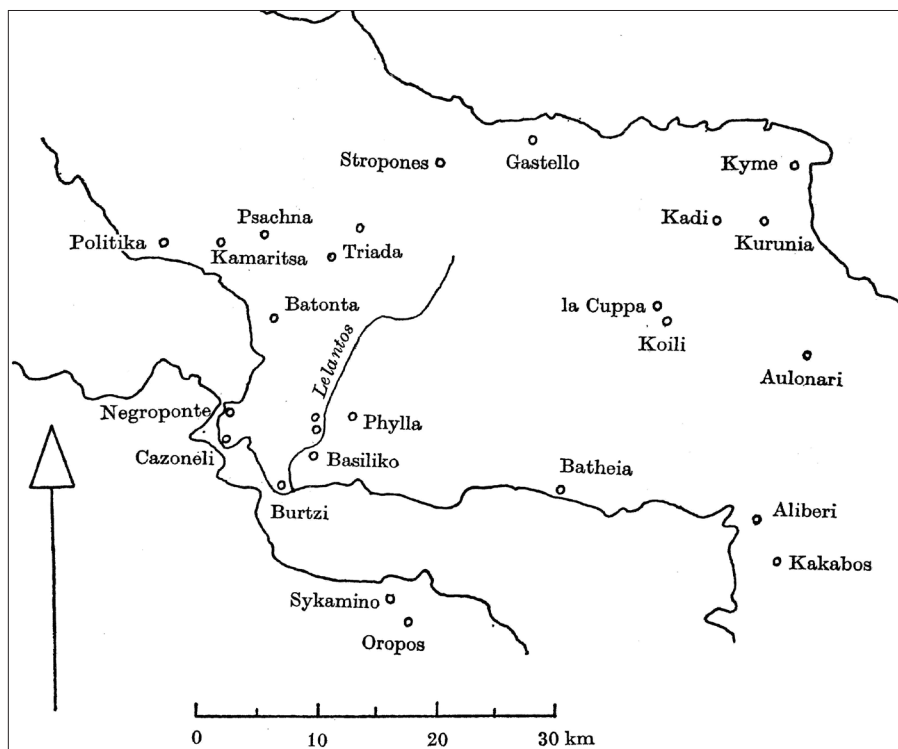 Stropones
Gastello
Kyme
Psachna
Kadi
Kurunia
Politika
Kamaritsa
Triada
la Cuppa
Koili
Batonta
Lelantos
Aulonari
Negroponte
Phylla
Cazoneli
Basiliko
Batheia
Burtzi
Aliberi
Kakabos
Sykamino
Oropos
0 10 20 30 km